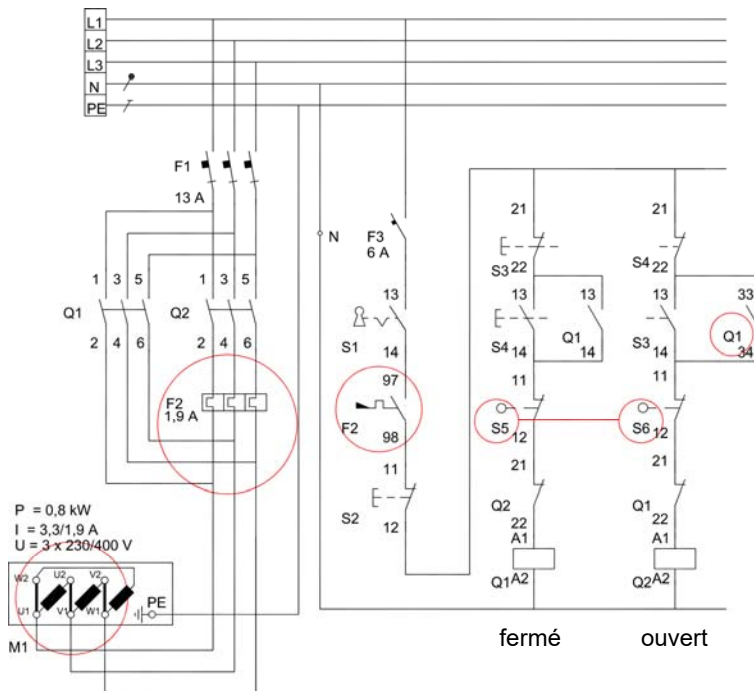 L1
L2
L3
N
PE
F1
13 A
N
F3
6 A
21 21
S3 22 S4 22
1 3 5 1 3 5
Q1 Q2
2 4 6 2 4 6
13 13 13 13 33
S1 S4 Q1 S3 Q1
14 14 14 14 34
97 11 11
F2
1,9 A
F2
98
S5 12 S6 12
11 21 21
S2
12
Q2 Q1
22 22
A1 A1
Q1 A2 Q2 A2
P = 0,8 kW
I = 3,3/1,9 A
U = 3 x 230/400 V
W2 U2 V2
U1 V1 W1
PE
M1
fermé ouvert